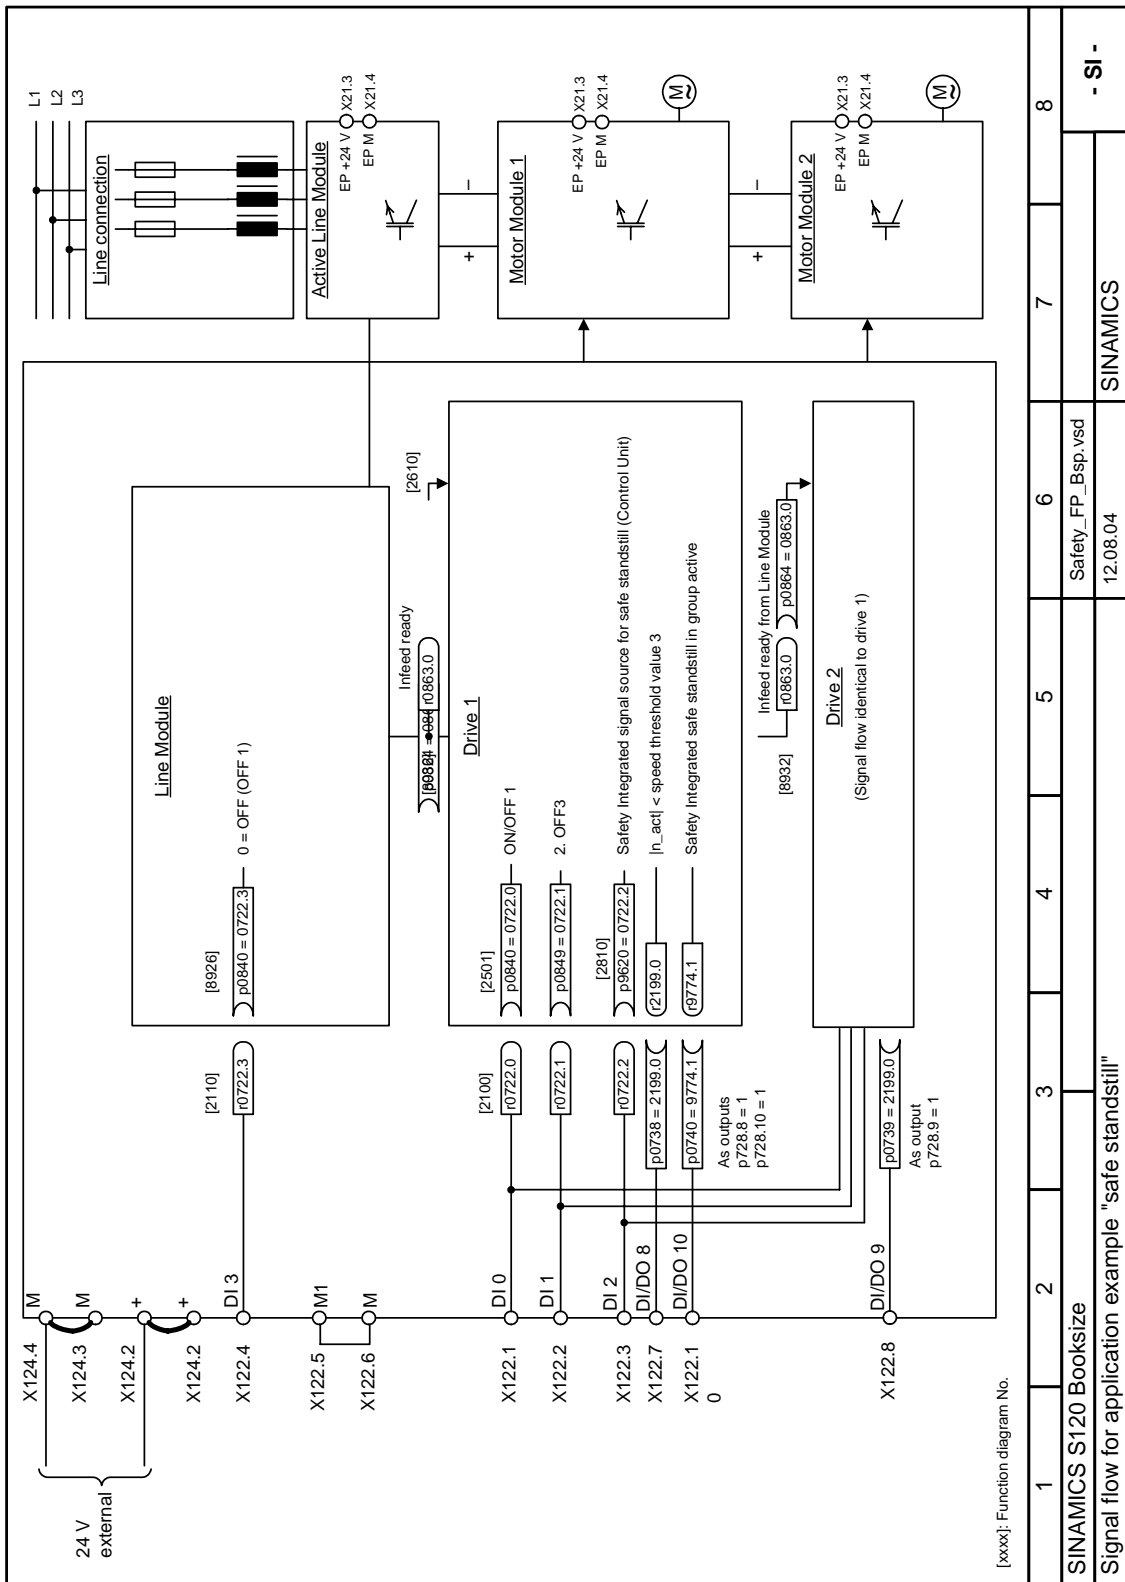 24 V
external
X124.4
M
X124.3
M
X124.2
+
X124.2
+
X122.4
DI 3
X122.5
M1
X122.6
M
X122.1
DI 0
X122.2
DI 1
X122.3
DI 2
X122.7
DI/DO 8
X122.1
0
DI/DO 10
X122.8
DI/DO 9
Line Module
[2110]
r0722.3
[8926]
p0840 = 0722.3
0 = OFF (OFF 1)
Infeed ready
r0863.0
[2610]
Drive 1
[2100]
r0722.0
[2501]
p0840 = 0722.0
ON/OFF 1
r0722.1
p0849 = 0722.1
2. OFF3
r0722.2
[2810]
p9620 = 0722.2
Safety Integrated signal source for safe standstill (Control Unit)
p0738 = 2199.0
r2199.0
|n_act| < speed threshold value 3
p0740 = 9774.1
r9774.1
Safety Integrated safe standstill in group active
As outputs
p728.8 = 1
p728.10 = 1
Infeed ready from Line Module
[8932]
r0863.0
p0864 = 0863.0
Drive 2
(Signal flow identical to drive 1)
p0739 = 2199.0
As output
p728.9 = 1
L1
L2
L3
Line connection
Active Line Module
EP +24 V
X21.3
EP M
X21.4
+
–
Motor Module 1
EP +24 V
X21.3
EP M
X21.4
M
~
+
–
Motor Module 2
EP +24 V
X21.3
EP M
X21.4
M
~
[xxxx]: Function diagram No.
1 2 3 4 5 6 7 8
SINAMICS S120 Booksize
Safety_FP_Bsp.vsd
- SI -
Signal flow for application example "safe standstill"
12.08.04
SINAMICS